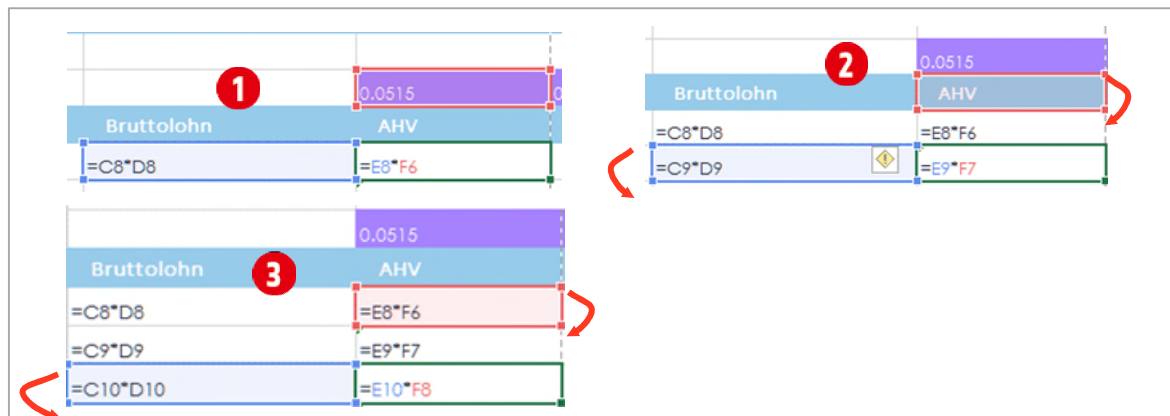 1
0.0515 0
Bruttolohn AHV
=C8*D8 =E8*F6
2
0.0515
Bruttolohn AHV
=C8*D8 =E8*F6
=C9*D9 =E9*F7
0.0515
Bruttolohn 3 AHV
=C8*D8 =E8*F6
=C9*D9 =E9*F7
=C10*D10 =E10*F8